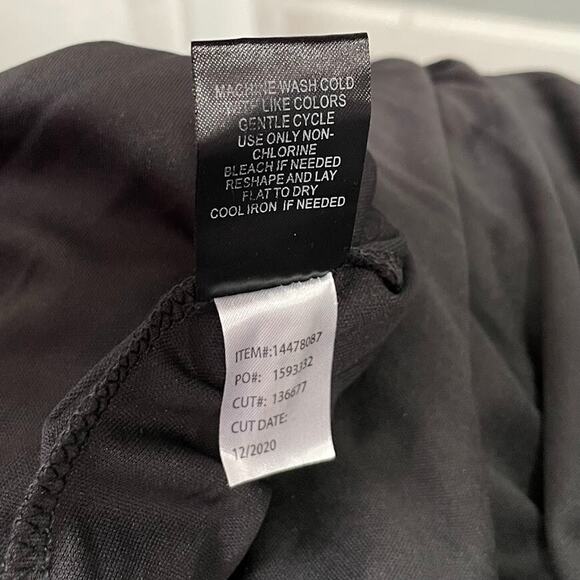 MACHINE WASH COLD
WITH LIKE COLORS
GENTLE CYCLE
USE ONLY NON-
CHLORINE
BLEACH IF NEEDED
RESHAPE AND LAY
FLAT TO DRY
COOL IRON IF NEEDED
ITEM#:14478087
PO#: 1593332
CUT#: 136677
CUT DATE:
12/2020